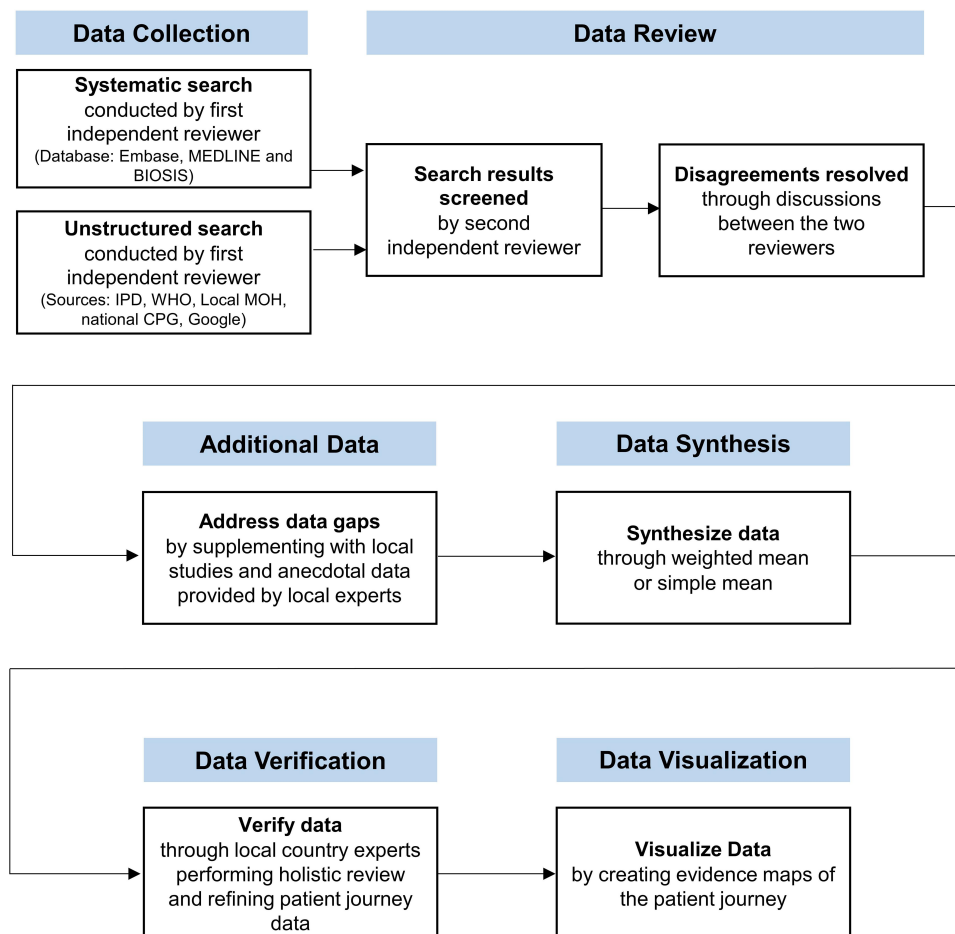 Data Collection
Systematic search
conducted by first
independent reviewer
(Database: Embase, MEDLINE and
BIOSIS)
Unstructured search
conducted by first
independent reviewer
(Sources: IPD, WHO, Local MOH,
national CPG, Google)
Data Review
Search results
screened
by second
independent reviewer
Disagreements resolved
through discussions
between the two
reviewers
Additional Data
Address data gaps
by supplementing with local
studies and anecdotal data
provided by local experts
Data Synthesis
Synthesize data
through weighted mean
or simple mean
Data Verification
Verify data
through local country experts
performing holistic review
and refining patient journey
data
Data Visualization
Visualize Data
by creating evidence maps of
the patient journey